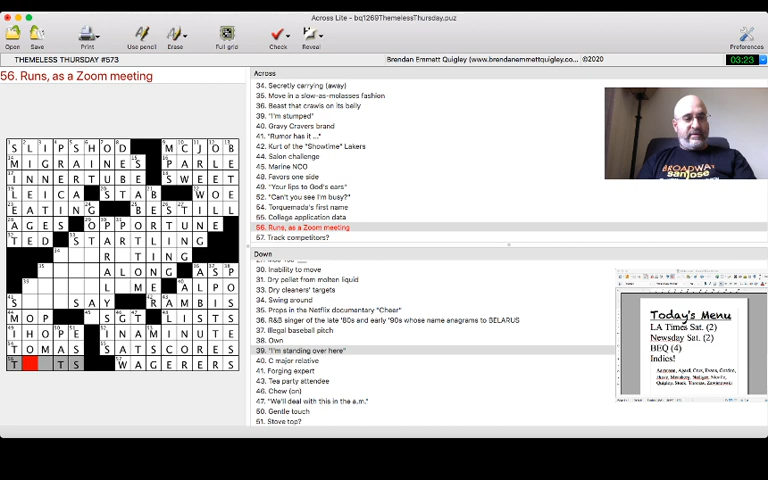 Across Lite - bq1269ThemelessThursday.puz
Open
Save
Print
Use pencil
Erase
Full grid
Check
Reveal
Preferences
THEMELESS THURSDAY #573
Brendan Emmett Quigley (www.brendanemmettquigley.co... ©2020
03:23
56. Runs, as a Zoom meeting
SLIPSHOD MCJOB
MIGRAINES PARLE
INNERTUBE SWEET
LEICA STAB WOE
EATING BESTILL
AGES OPPORTUNE
TED STARTLING
R TING
ALONG ASP
L ME ALPO
S SAY RAMBIS
MOP SGT LISTS
IHOPE INAMINUTE
TOMAS SATSCORES
T TS WAGERERS
Across
34. Secretly carrying (away)
35. Move in a slow-as-molasses fashion
36. Beast that crawls on its belly
39. "I'm stumped"
40. Gravy Cravers brand
41. "Rumor has it ..."
42. Kurt of the "Showtime" Lakers
44. Salon challenge
45. Marine NCO
48. Favors one side
49. "Your lips to God's ears"
52. "Can't you see I'm busy?"
54. Torquemada's first name
55. College application data
56. Runs, as a Zoom meeting
57. Track competitors?
Down
30. Inability to move
31. Dry pellet from molten liquid
33. Dry cleaners' targets
34. Swing around
35. Props in the Netflix documentary "Cheer"
36. R&B singer of the late '80s and early '90s whose name anagrams to BELARUS
37. Illegal baseball pitch
38. Own
39. "I'm standing over here"
40. C major relative
41. Forging expert
43. Tea party attendee
46. Chew (on)
47. "We'll deal with this in the a.m."
50. Gentle touch
51. Stove top?
BROADWAY
sanjose
Today's Menu
LA Times Sat. (2)
Newsday Sat. (2)
BEQ (4)
Indies!